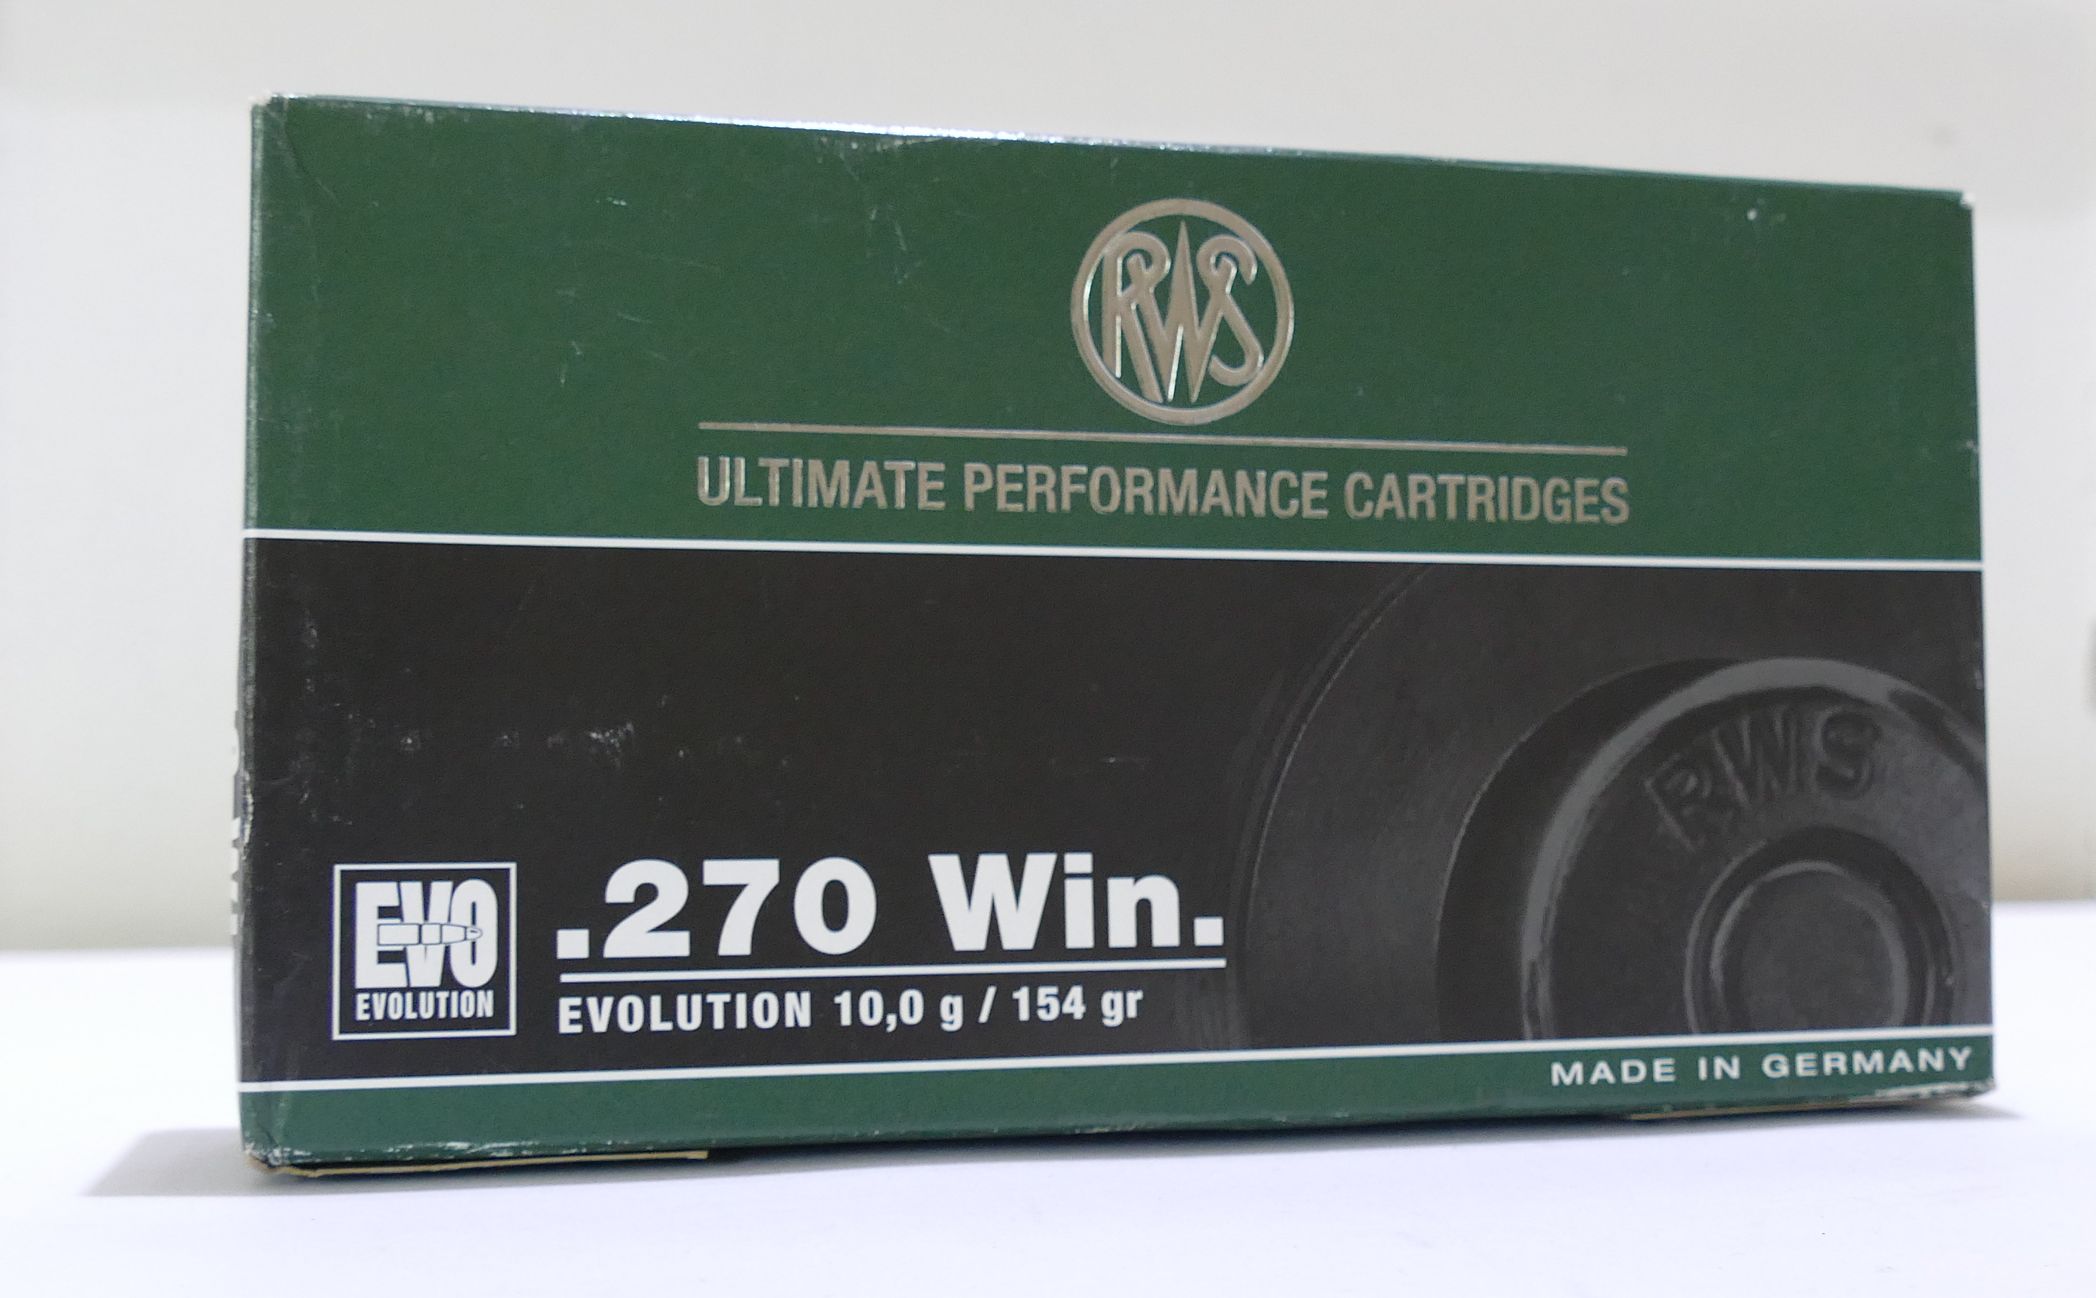 RWS
ULTIMATE PERFORMANCE CARTRIDGES
RWS
EVO
EVOLUTION
.270 Win.
EVOLUTION 10,0 g / 154 gr
MADE IN GERMANY